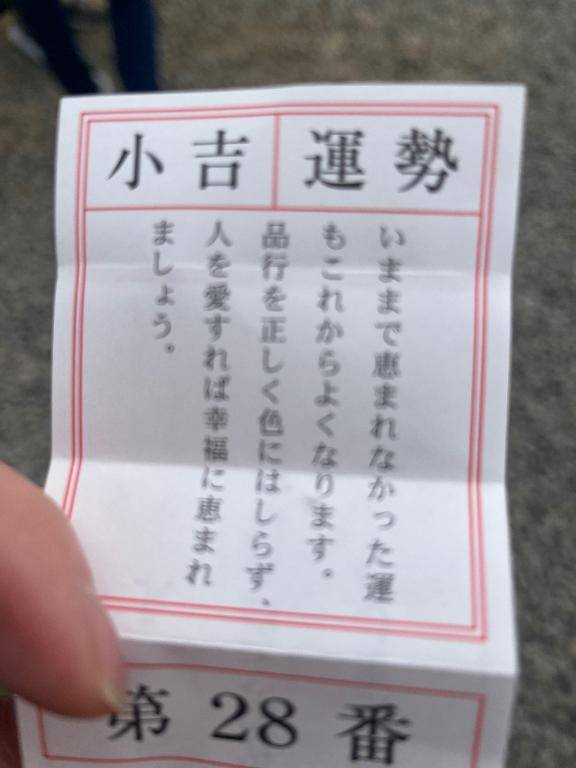 小吉 運勢
いままで恵まれなかった運
もこれからよくなります。
品行を正しく色にはしらず、
人を愛すれば幸福に恵まれ
ましょう。
第28番